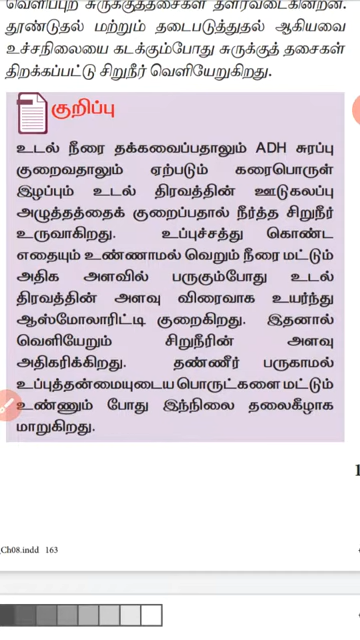 வெளிப்புற சுருக்குத்தசைகள் தளர்வடைகின்றன.
தூண்டுதல் மற்றும் தடைபடுத்துதல் ஆகியவை
உச்சநிலையை கடக்கும்போது சுருக்குத் தசைகள்
திறக்கப்பட்டு சிறுநீர் வெளியேறுகிறது.
குறிப்பு
உடல் நீரை தக்கவைப்பதாலும் ADH சுரப்பு
குறைவதாலும் ஏற்படும் கரைபொருள்
இழப்பும் உடல் திரவத்தின் ஊடுகலப்பு
அழுத்தத்தைக் குறைப்பதால் நீர்த்த சிறுநீர்
உருவாகிறது. உப்புச்சத்து கொண்ட
எதையும் உண்ணாமல் வெறும் நீரை மட்டும்
அதிக அளவில் பருகும்போது உடல்
திரவத்தின் அளவு விரைவாக உயர்ந்து
ஆஸ்மோலாரிட்டி குறைகிறது. இதனால்
வெளியேறும் சிறுநீரின் அளவு
அதிகரிக்கிறது. தண்ணீர் பருகாமல்
உப்புத்தன்மையுடைய பொருட்களை மட்டும்
உண்ணும் போது இந்நிலை தலைகீழாக
மாறுகிறது.
1
_Ch08.indd 163